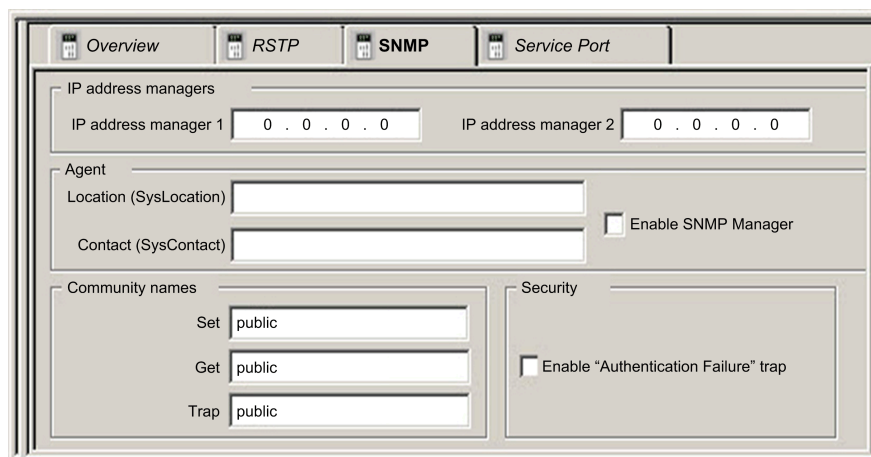 Overview RSTP SNMP Service Port
IP address managers
IP address manager 1 0 . 0 . 0 . 0 IP address manager 2 0 . 0 . 0 . 0
Agent
Location (SysLocation)
Enable SNMP Manager
Contact (SysContact)
Community names Security
Set public
Get public Enable “Authentication Failure” trap
Trap public